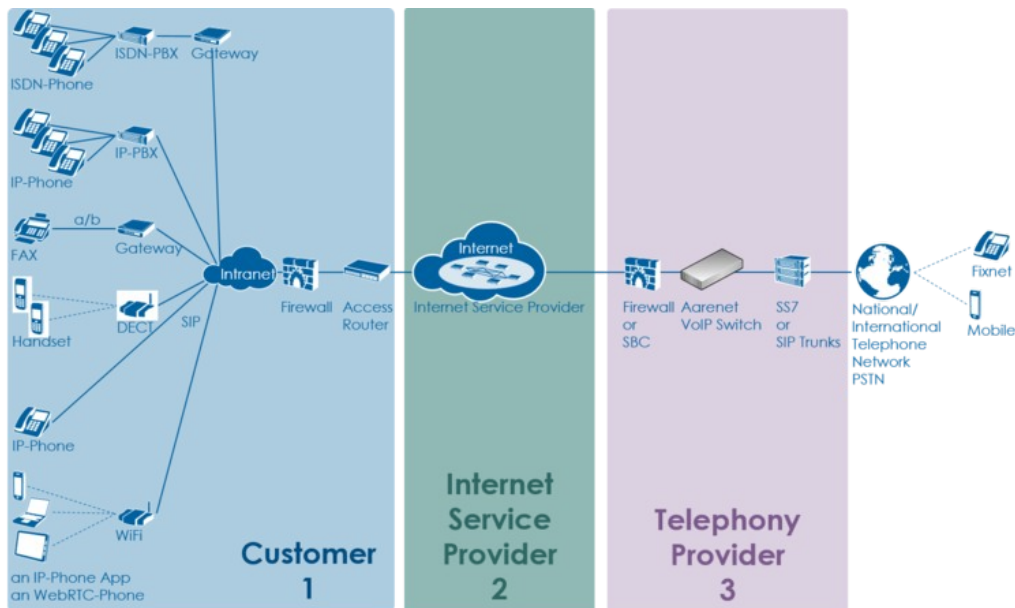 ISDN-PBX
Gateway
ISDN-Phone
IP-PBX
IP-Phone
a/b
FAX
Gateway
DECT
SIP
Handset
IP-Phone
WiFi
an IP-Phone App
an WebRTC-Phone
Intranet
Firewall
Access
Router
Customer
1
Internet
Internet Service Provider
Internet
Service
Provider
2
Firewall
or
SBC
Aarenet
VoIP Switch
SS7
or
SIP Trunks
Telephony
Provider
3
National/
International
Telephone
Network
PSTN
Fixnet
Mobile